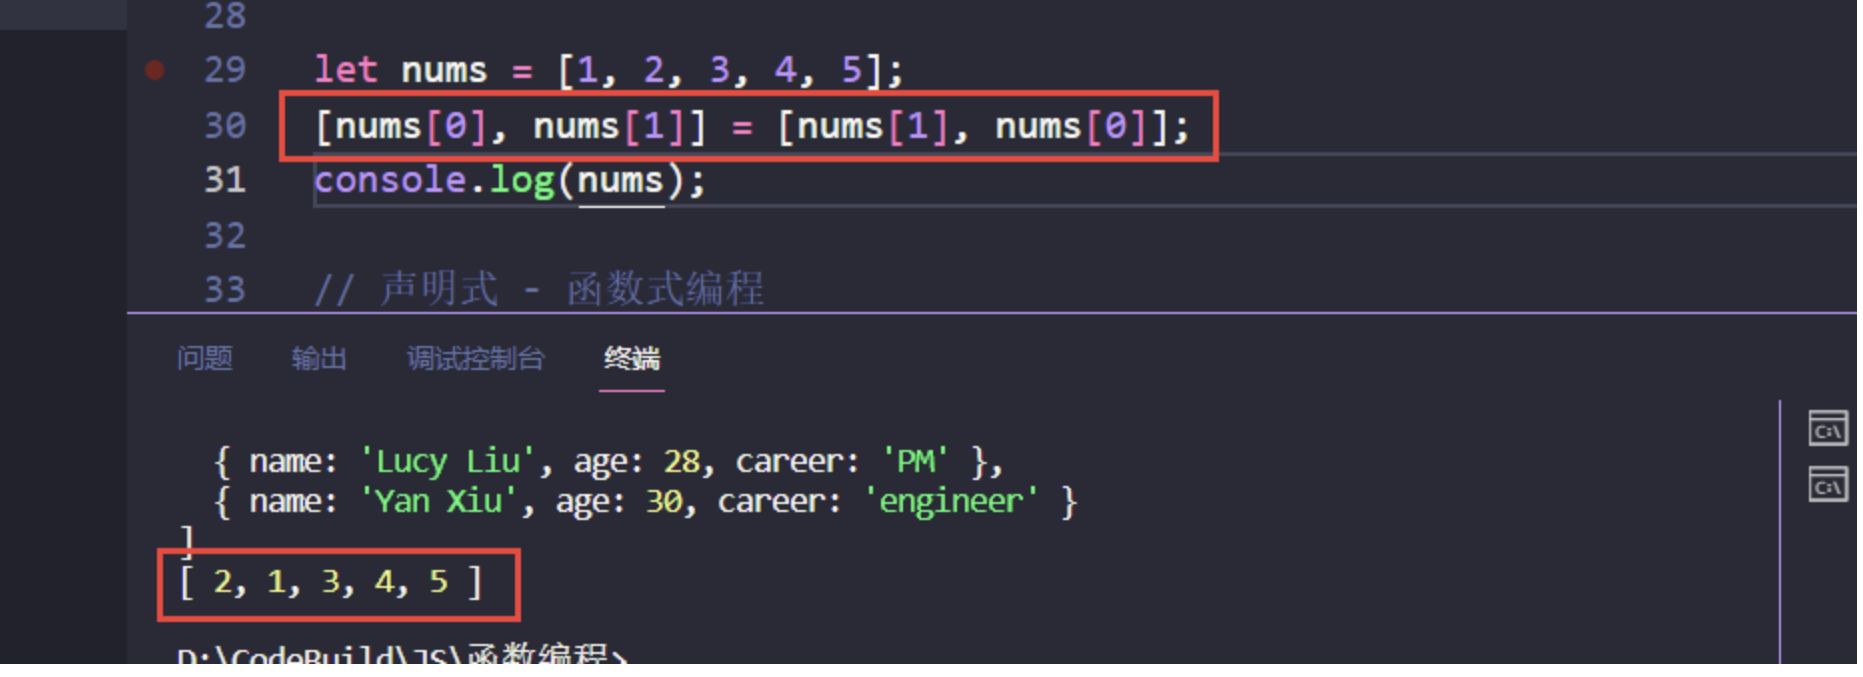 28
29 let nums = [1, 2, 3, 4, 5];
30 [nums[0], nums[1]] = [nums[1], nums[0]];
31 console.log(nums);
32
33 // 声明式 - 函数式编程
问题 输出 调试控制台 终端
{ name: 'Lucy Liu', age: 28, career: 'PM' },
{ name: 'Yan Xiu', age: 30, career: 'engineer' }
]
[ 2, 1, 3, 4, 5 ]
D:\CodeBuild\JS\函数编程>
C:\
C:\